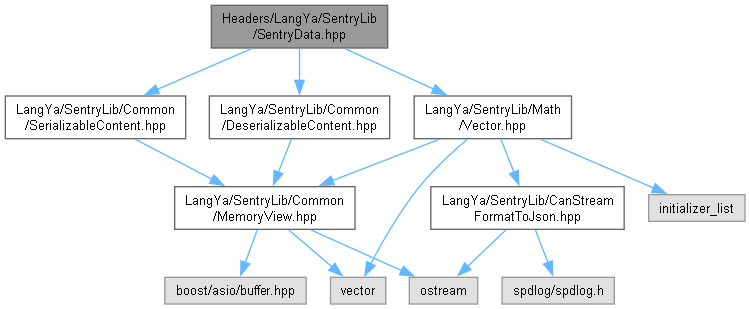 Headers/LangYa/SentryLib
/SentryData.hpp
LangYa/SentryLib/Common
/SerializableContent.hpp
LangYa/SentryLib/Common
/DeserializableContent.hpp
LangYa/SentryLib/Math
/Vector.hpp
LangYa/SentryLib/Common
/MemoryView.hpp
LangYa/SentryLib/CanStream
FormatToJson.hpp
initializer_list
boost/asio/buffer.hpp
vector
ostream
spdlog/spdlog.h